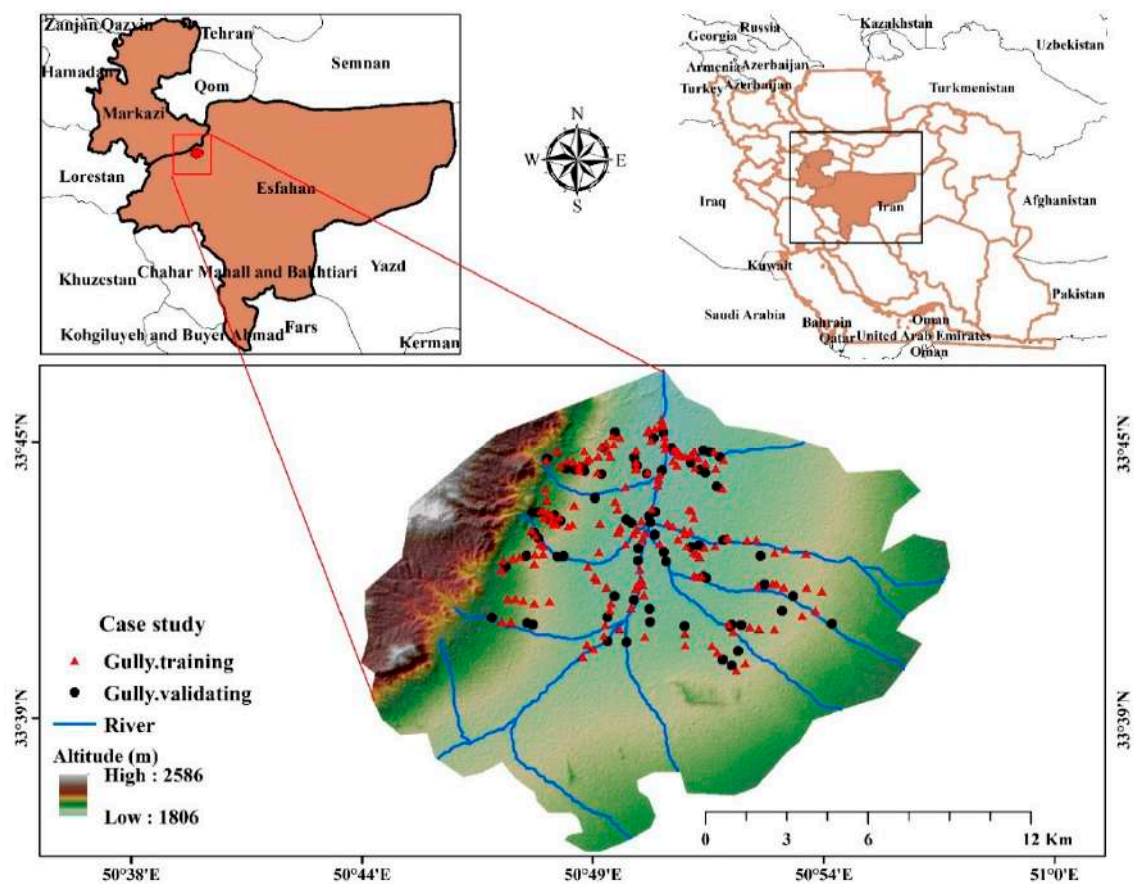 Zanjan Qazvin
Tehran
Semnan
Hamadan
Qom
Markazi
Lorestan
Esfahan
Khuzestan
Chahar Mahall and Bakhtiari
Yazd
Kohgiluyeh and Buyer Ahmad
Fars
Kerman
N
W E
S
Kazakhstan
Russia
Georgia
Uzbekistan
Armenia
Azerbaijan
Turkey
Azerbaijan
Turkmenistan
Iraq
Iran
Afghanistan
Kuwait
Pakistan
Saudi Arabia
Bahrain
Oman
Qatar
United Arab Emirates
Oman
33°45'N
33°45'N
Case study
Gully.training
Gully.validating
River
33°39'N
33°39'N
Altitude (m)
High : 2586
Low : 1806
0 3 6 12 Km
50°38'E
50°44'E
50°49'E
50°54'E
51°0'E